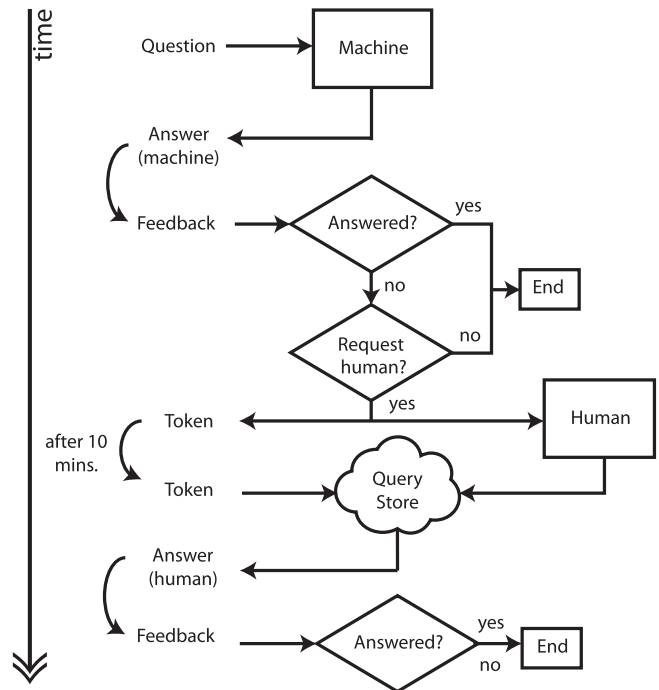 time
Question
Machine
Answer
(machine)
Feedback
Answered?
yes
no
End
Request
human?
no
yes
Token
Human
after 10
mins.
Token
Query
Store
Answer
(human)
Feedback
Answered?
yes
no
End